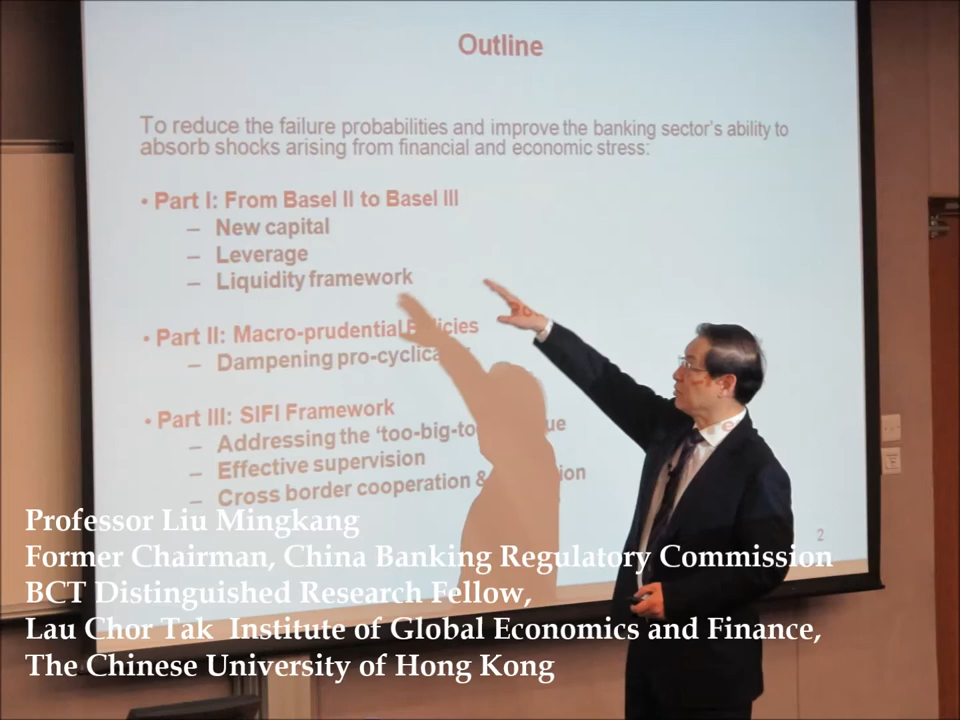 Outline
To reduce the failure probabilities and improve the banking sector's ability to
absorb shocks arising from financial and economic stress:
• Part I: From Basel II to Basel III
– New capital
– Leverage
– Liquidity framework
• Part II: Macro-prudential
– Dampening
• Part III: SIFI Framework
– Addressing the 'too-big-to
– Effective supervision
– Cross border cooperation &
2
Professor Liu Mingkang
Former Chairman, China Banking Regulatory Commission
BCT Distinguished Research Fellow,
Lau Chor Tak Institute of Global Economics and Finance,
The Chinese University of Hong Kong